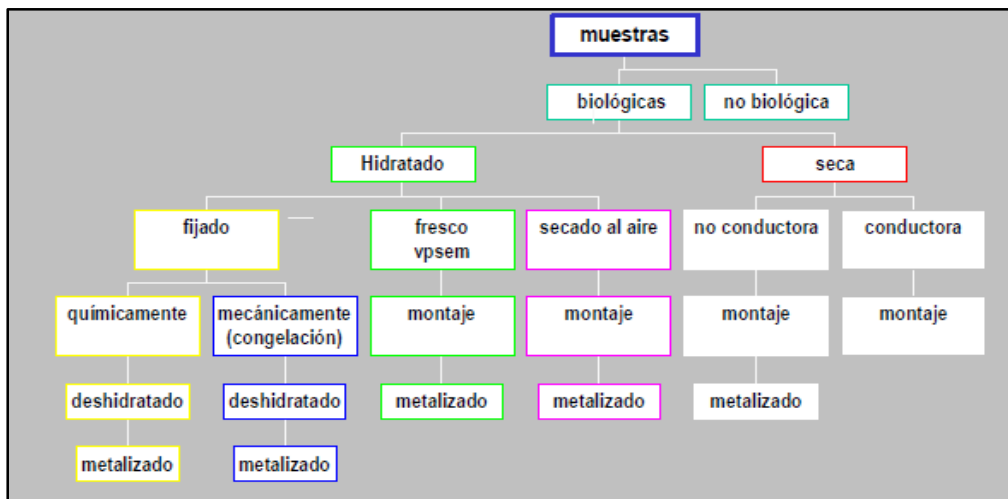 muestras
biológicas
no biológica
Hidratado
seca
fijado
fresco
vpsem
secado al aire
no conductora
conductora
químicamente
mecánicamente
(congelación)
montaje
montaje
montaje
montaje
deshidratado
deshidratado
metalizado
metalizado
metalizado
metalizado
metalizado